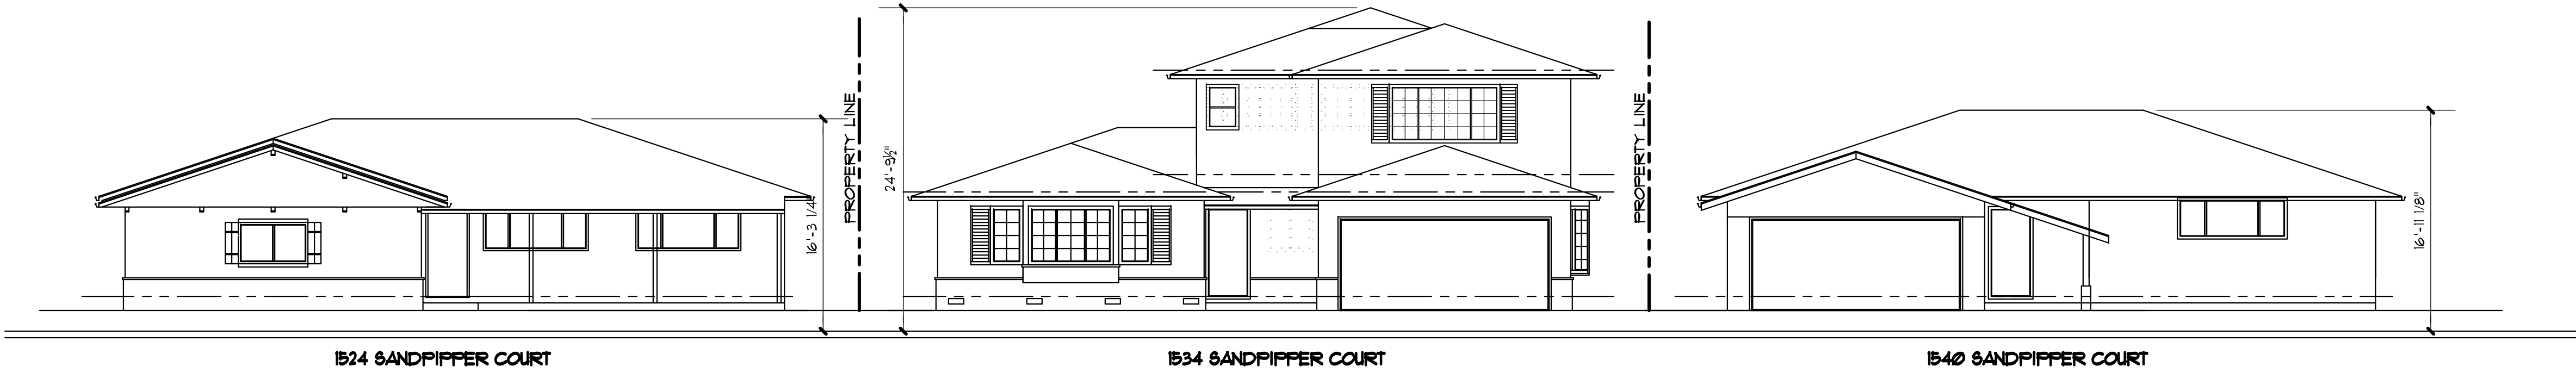 16'-3 1/4"
PROPERTY LINE
24'-9½"
PROPERTY LINE
16'-11 1/8"
1524 SANDPIPPER COURT
1534 SANDPIPPER COURT
1540 SANDPIPPER COURT